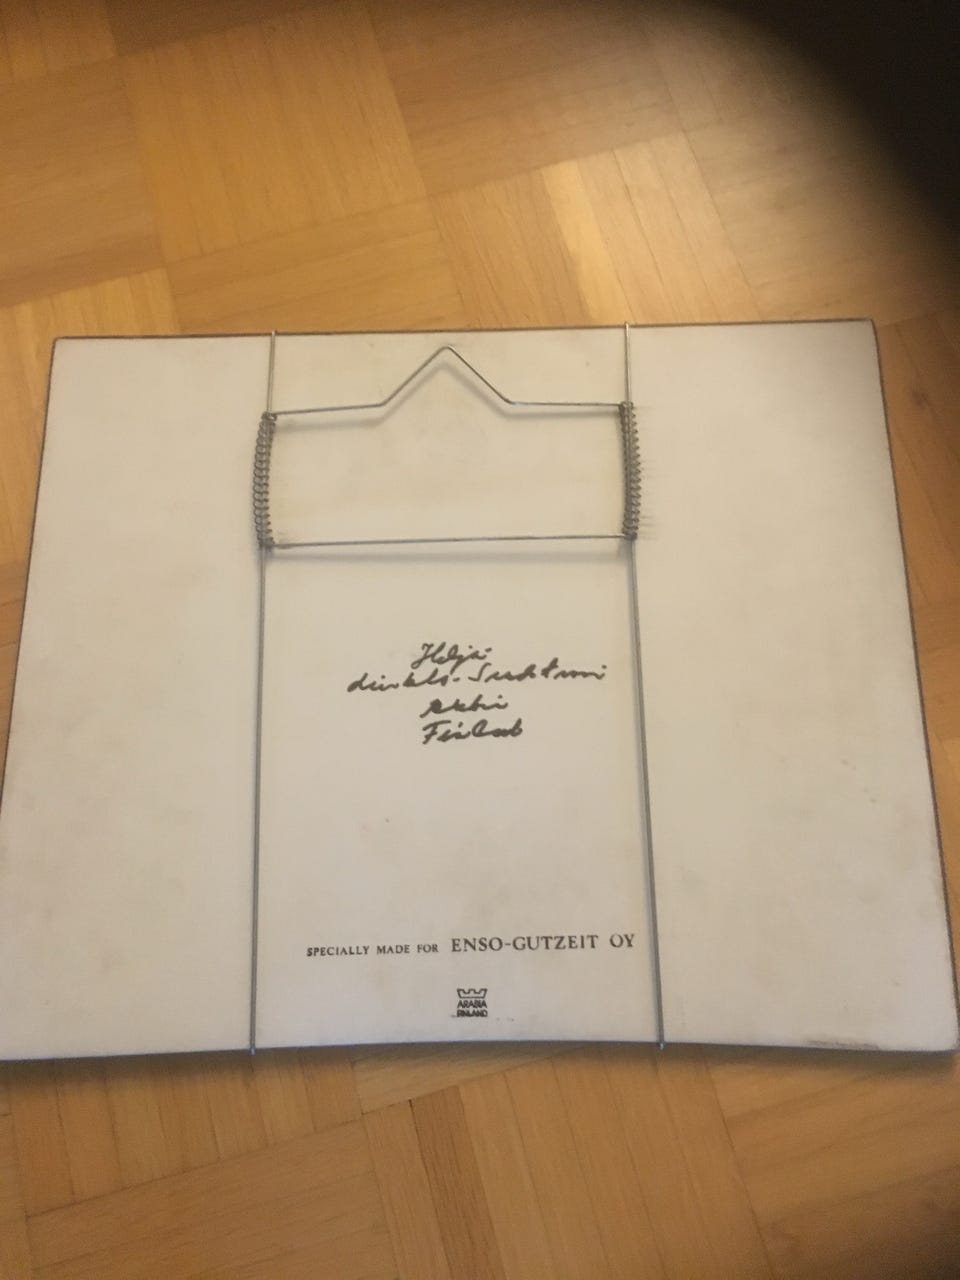 Heljä
Liukko-Sundström
Arabia
Finland
SPECIALLY MADE FOR ENSO-GUTZEIT OY
ARABIA
FINLAND